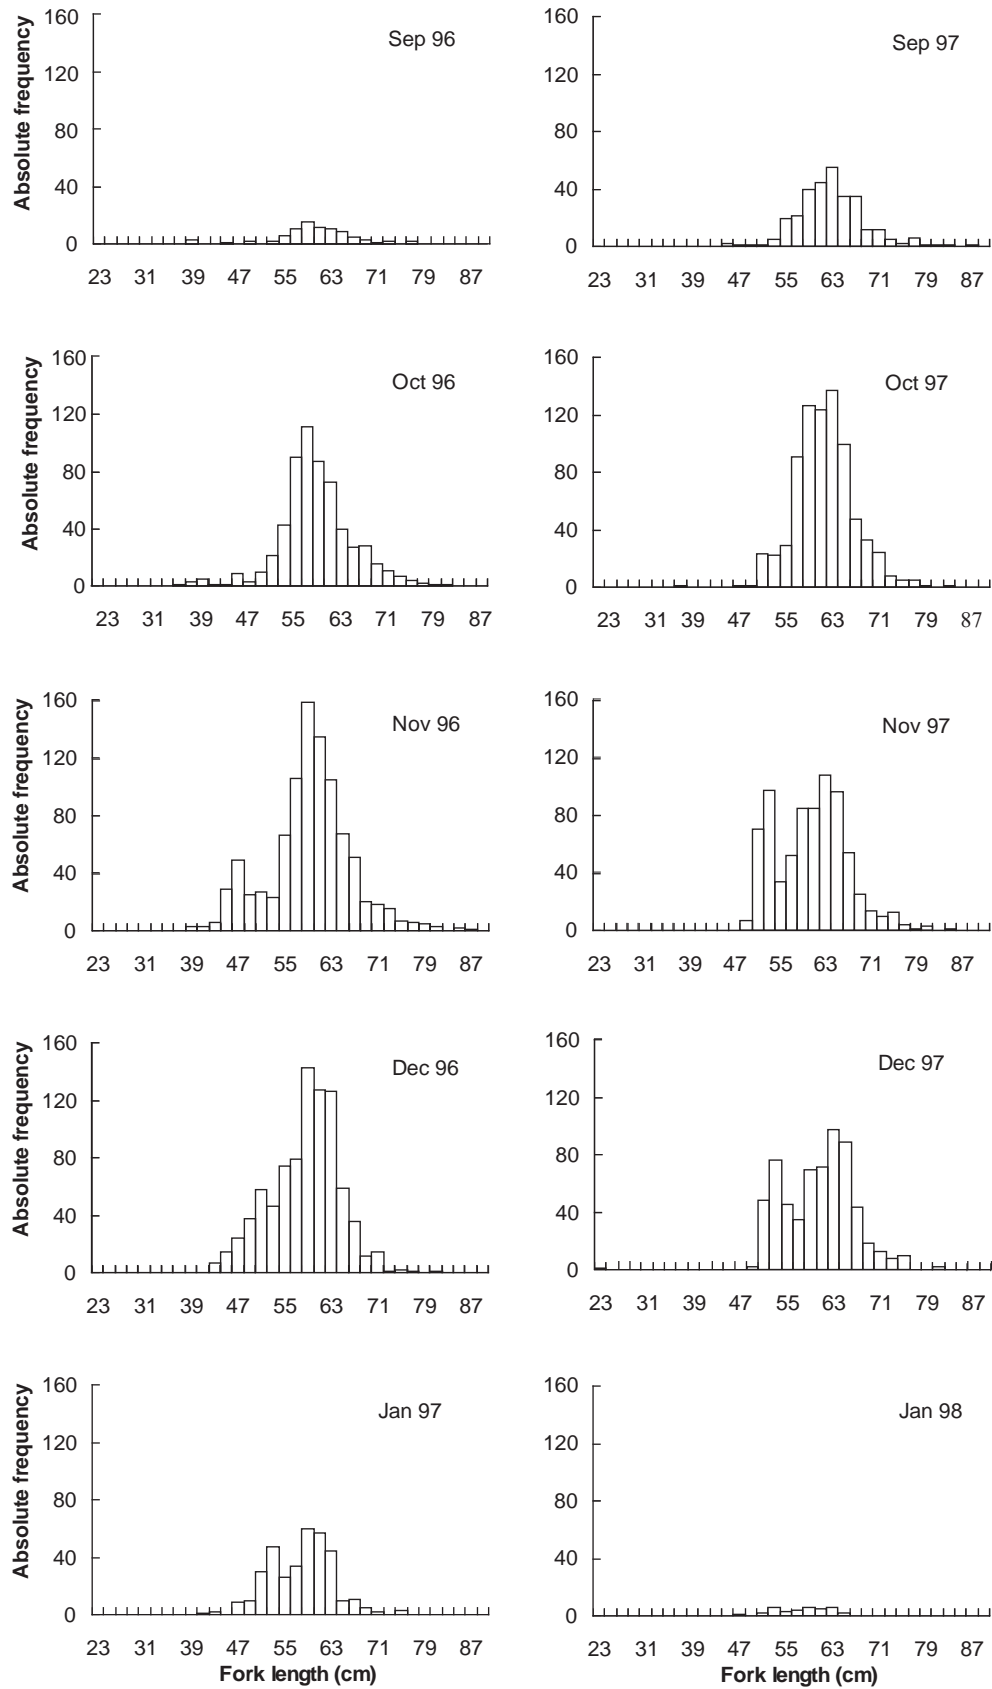 160
120
80
40
0
Absolute frequency
Sep 96
23 31 39 47 55 63 71 79 87
160
120
80
40
0
Sep 97
23 31 39 47 55 63 71 79 87
160
120
80
40
0
Absolute frequency
Oct 96
23 31 39 47 55 63 71 79 87
160
120
80
40
0
Oct 97
23 31 39 47 55 63 71 79 87
160
120
80
40
0
Absolute frequency
Nov 96
23 31 39 47 55 63 71 79 87
160
120
80
40
0
Nov 97
23 31 39 47 55 63 71 79 87
160
120
80
40
0
Absolute frequency
Dec 96
23 31 39 47 55 63 71 79 87
160
120
80
40
0
Dec 97
23 31 39 47 55 63 71 79 87
160
120
80
40
0
Absolute frequency
Jan 97
23 31 39 47 55 63 71 79 87
Fork length (cm)
160
120
80
40
0
Jan 98
23 31 39 47 55 63 71 79 87
Fork length (cm)